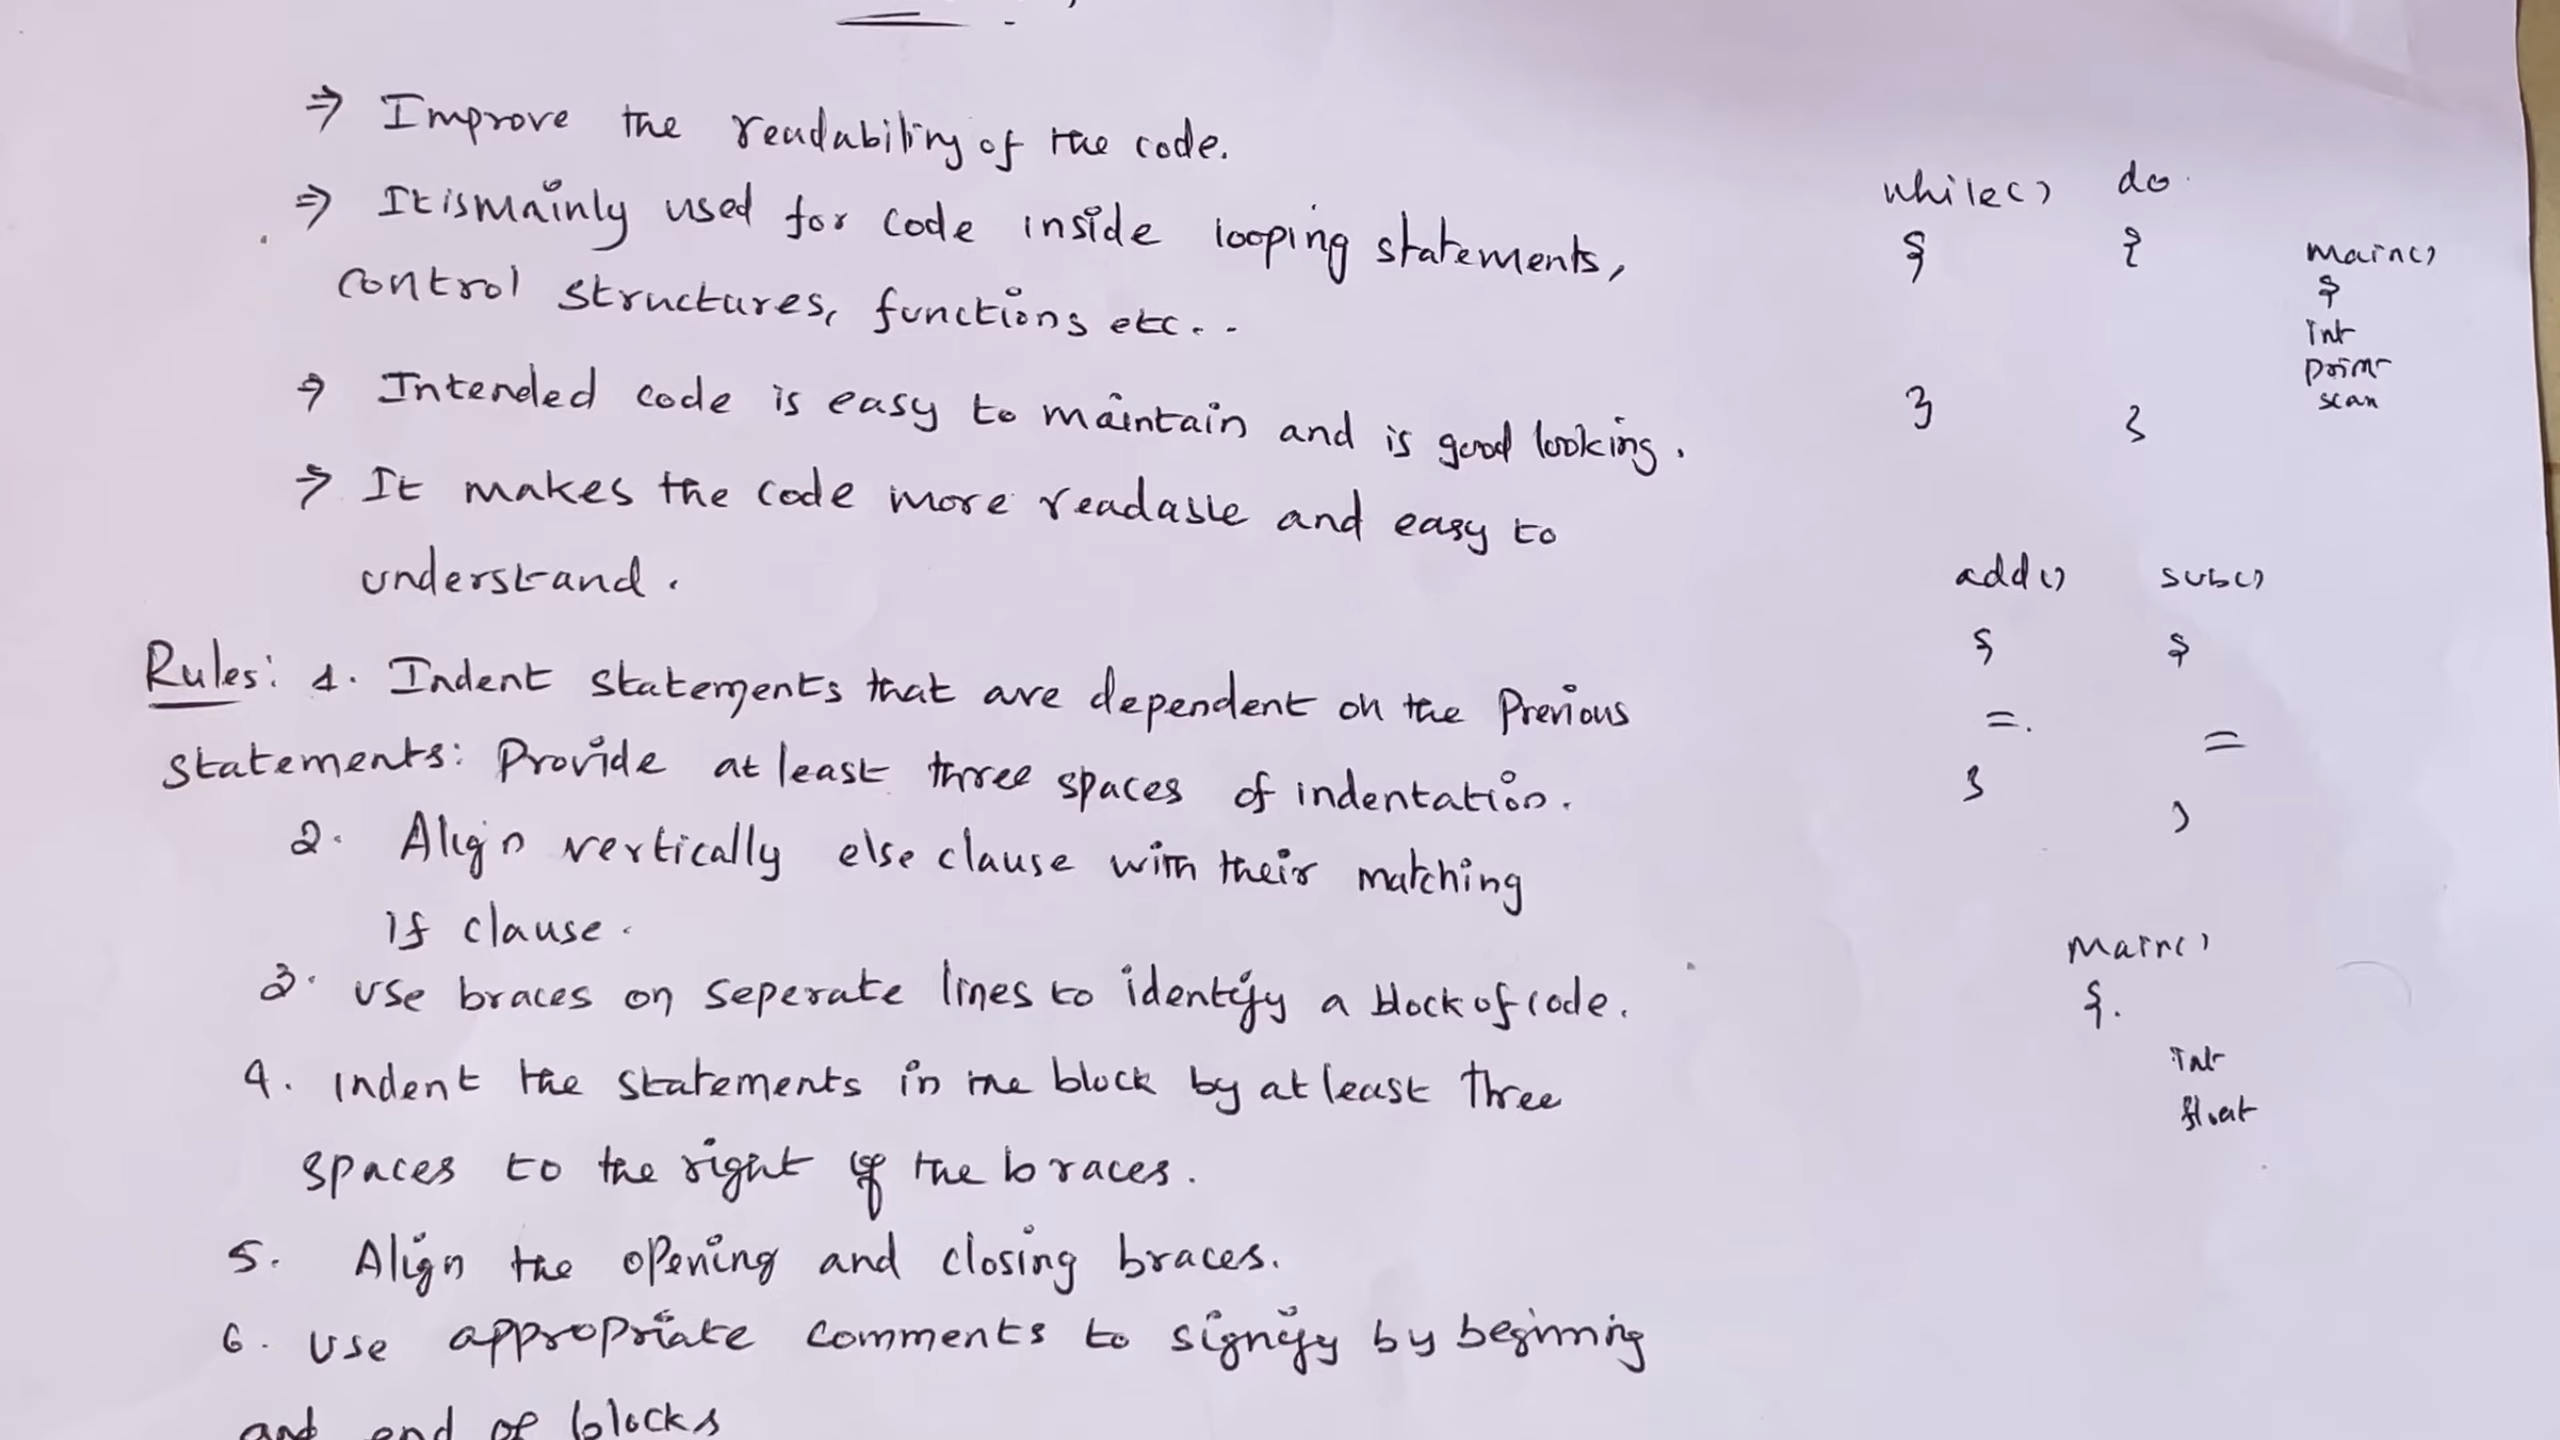 ⇒ Improve the readability of the code.
⇒ It is mainly used for code inside looping statements,
control structures, functions etc..
⇒ Intended code is easy to maintain and is good looking.
⇒ It makes the code more readable and easy to
understand.
Rules: 1. Indent statements that are dependent on the previous
statements: Provide at least three spaces of indentation.
2. Align vertically else clause with their matching
if clause.
3. Use braces on seperate lines to identify a block of code.
4. Indent the statements in the block by at least three
spaces to the right of the braces.
5. Align the opening and closing braces.
6. Use appropriate comments to signify by beginning
and end of blocks
while() do
{ {
} }
main()
{
int
print
scan
add() sub()
{ {
=. =
} }
main()
{.
int
float